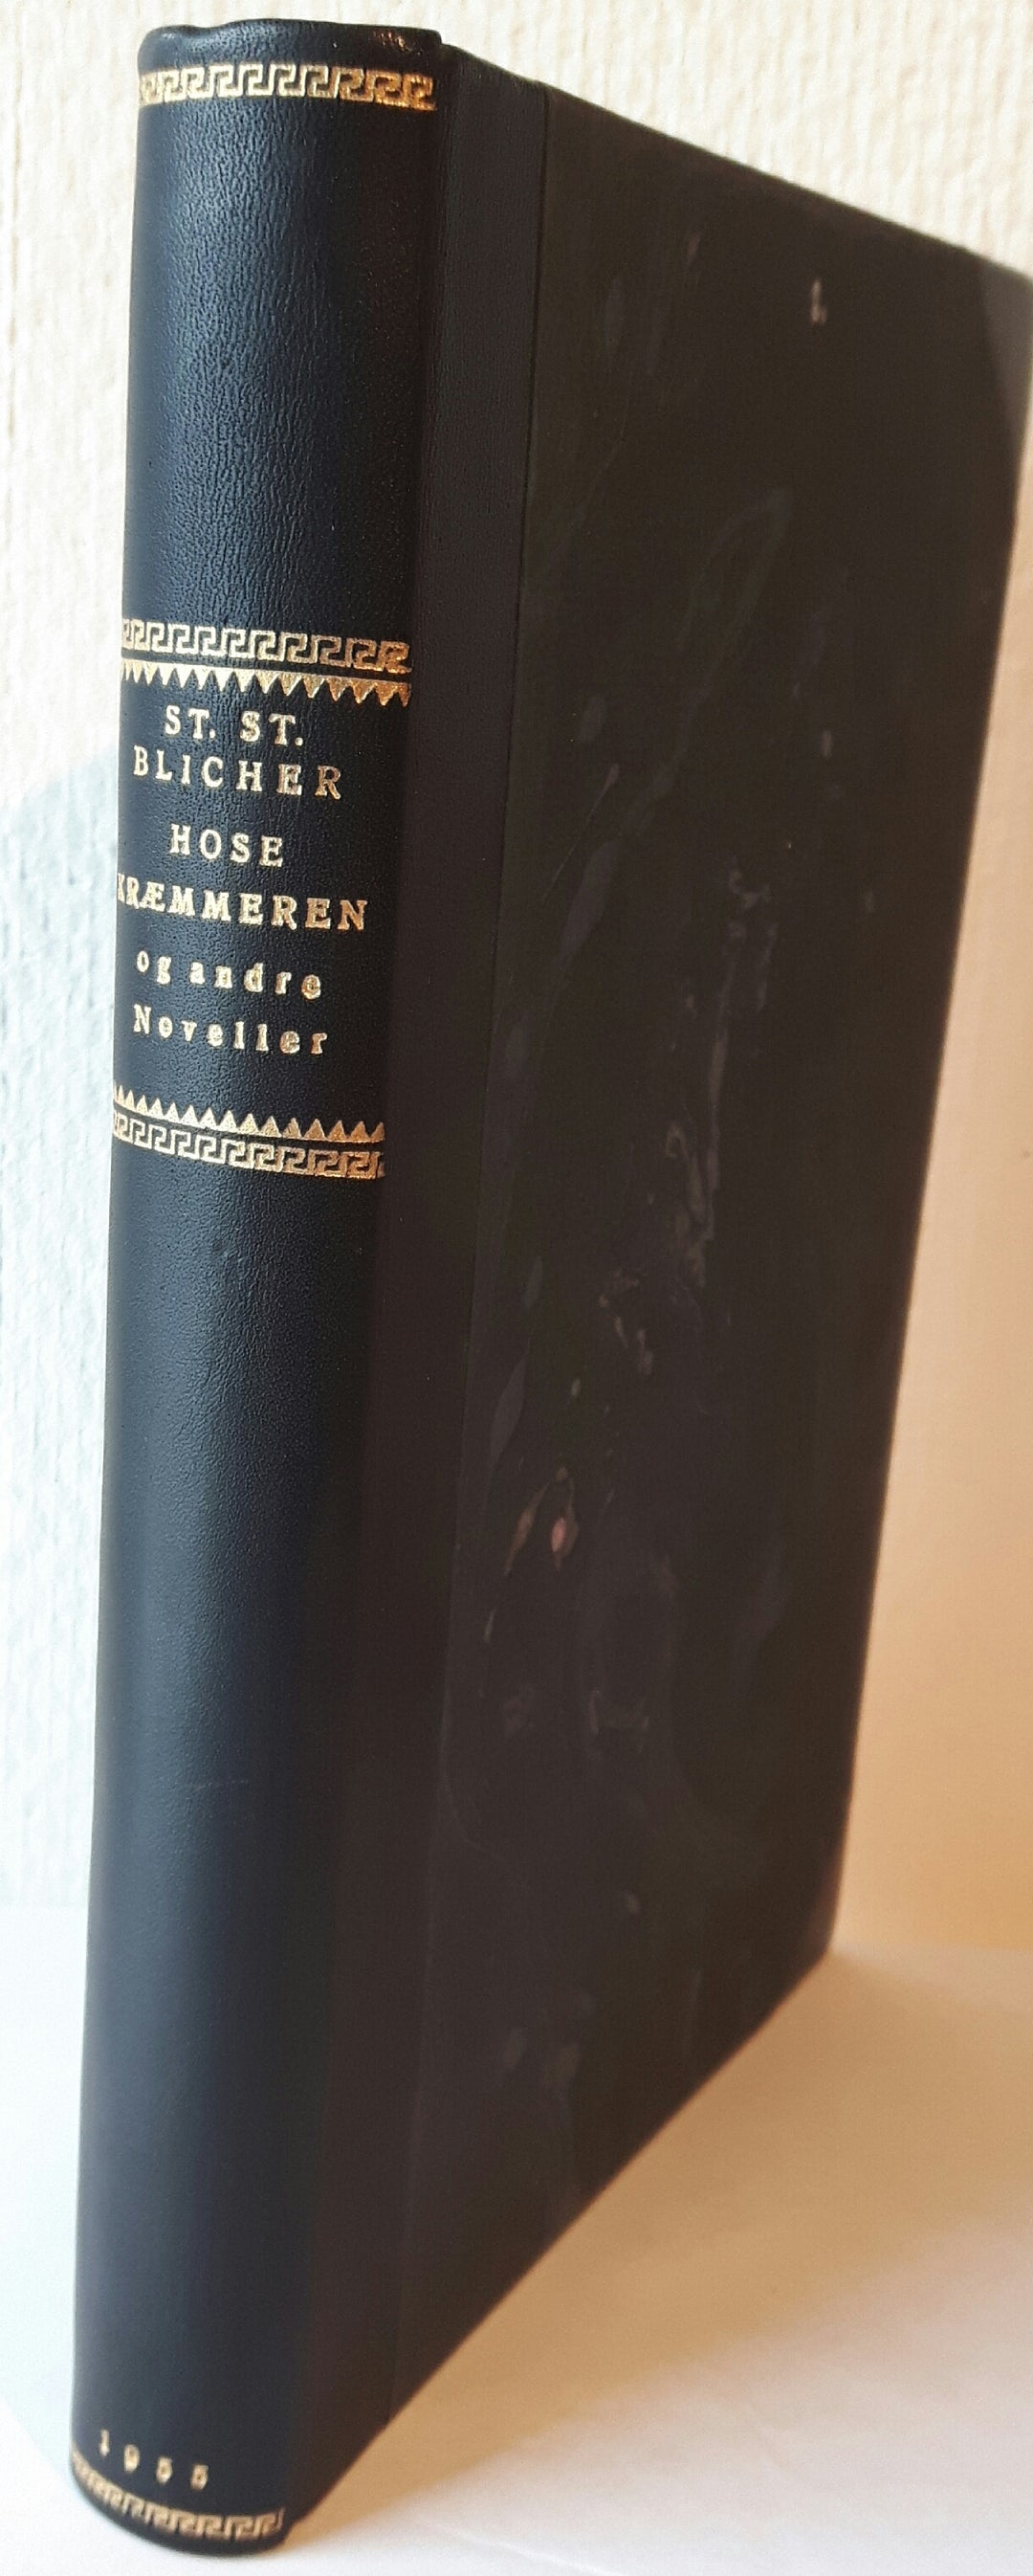 ST. ST.
BLICHER
HOSE
KRÆMMEREN
og andre
Noveller
1955